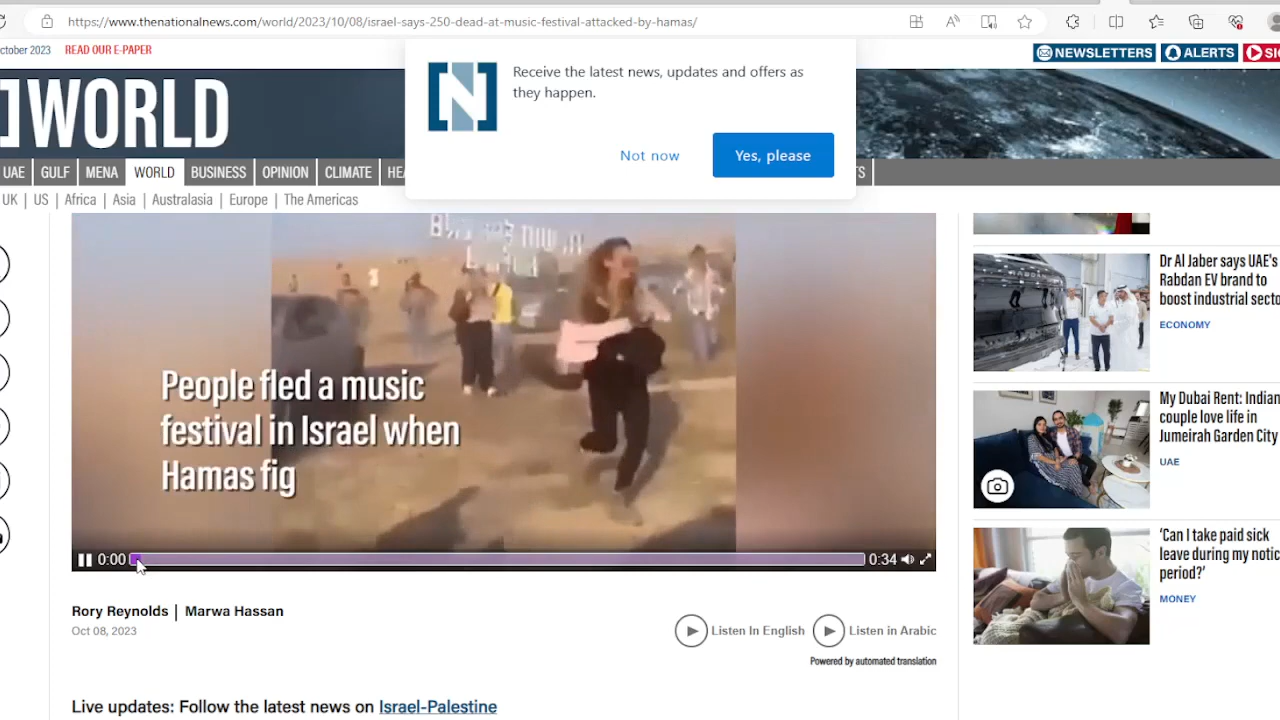 https://www.thenationalnews.com/world/2023/10/08/israel-says-250-dead-at-music-festival-attacked-by-hamas/
ctober 2023 READ OUR E-PAPER
NEWSLETTERS ALERTS
Receive the latest news, updates and offers as
they happen.
Not now Yes, please
WORLD
UAE GULF MENA WORLD BUSINESS OPINION CLIMATE
UK | US | Africa | Asia | Australasia | Europe | The Americas
People fled a music
festival in Israel when
Hamas fig
0:00 0:34
Rory Reynolds | Marwa Hassan
Oct 08, 2023
Listen In English Listen in Arabic
Powered by automated translation
Live updates: Follow the latest news on Israel-Palestine
Dr Al Jaber says UAE's
Rabdan EV brand to
boost industrial secto
ECONOMY
My Dubai Rent: Indian
couple love life in
Jumeirah Garden City
UAE
'Can I take paid sick
leave during my notic
period?'
MONEY